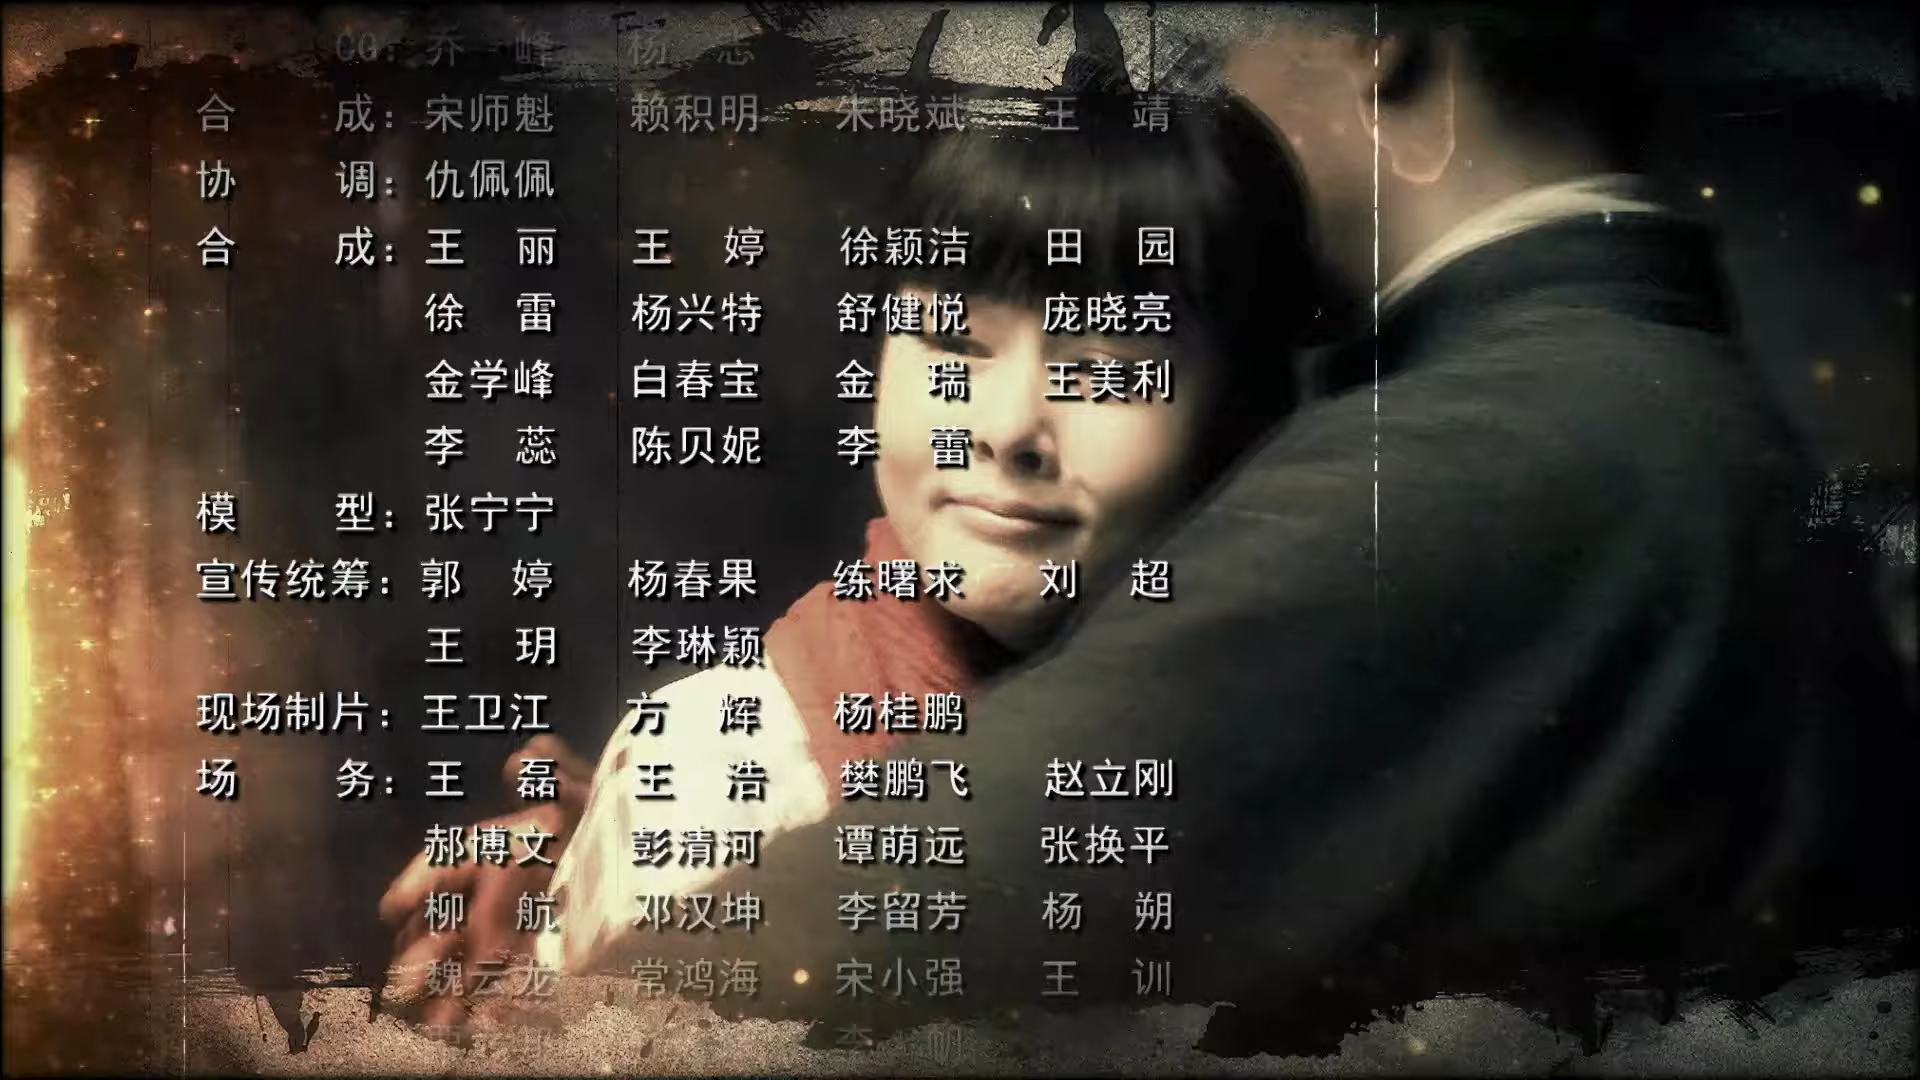 CG：乔峰 杨志
合成：宋师魁 赖积明 朱晓斌 王靖
协调：仇佩佩
合成：王丽 王婷 徐颖洁 田园
徐雷 杨兴特 舒健悦 庞晓亮
金学峰 白春宝 金瑞 王美利
李蕊 陈贝妮 李蕾
模型：张宁宁
宣传统筹：郭婷 杨春果 练曙求 刘超
王玥 李琳颖
现场制片：王卫江 方辉 杨桂鹏
场务：王磊 王浩 樊鹏飞 赵立刚
郝博文 彭清河 谭萌远 张换平
柳航 邓汉坤 李留芳 杨朔
魏云龙 常鸿海 宋小强 王训